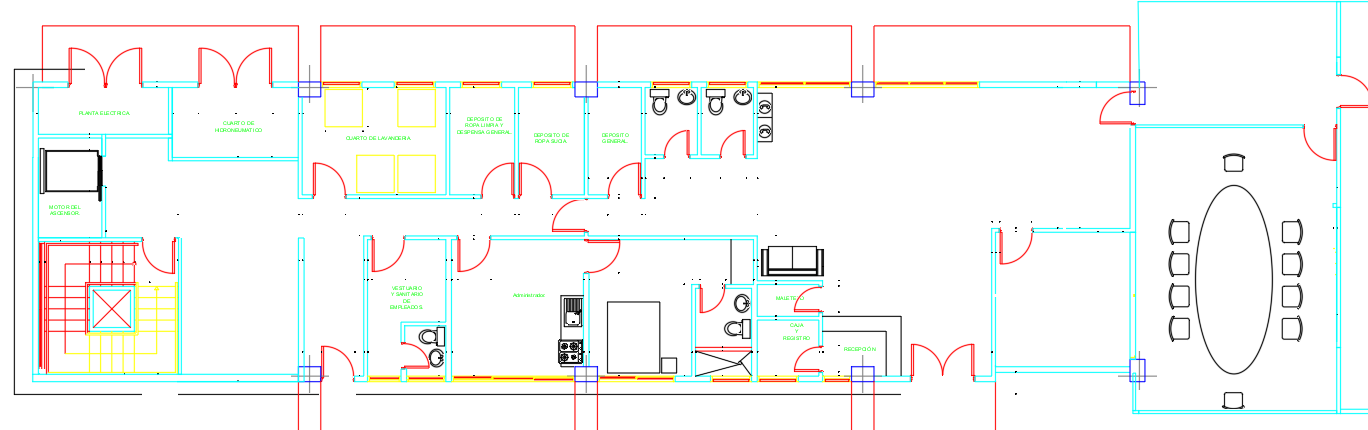 PLANTA ELECTRICA
CUARTO DE
HIDRONEUMATICO
CUARTO DE LAVANDERIA
DEPOSITO DE
ROPA LIMPIA Y
DESPENSA GENERAL
DEPOSITO DE
ROPA SUCIA
DEPOSITO
GENERAL
MOTOR DEL
ASCENSOR.
VESTUARIO
Y SANITARIO
DE
EMPLEADOS.
Administrador.
MALETERO
CAJA
Y
REGISTRO
RECEPCION